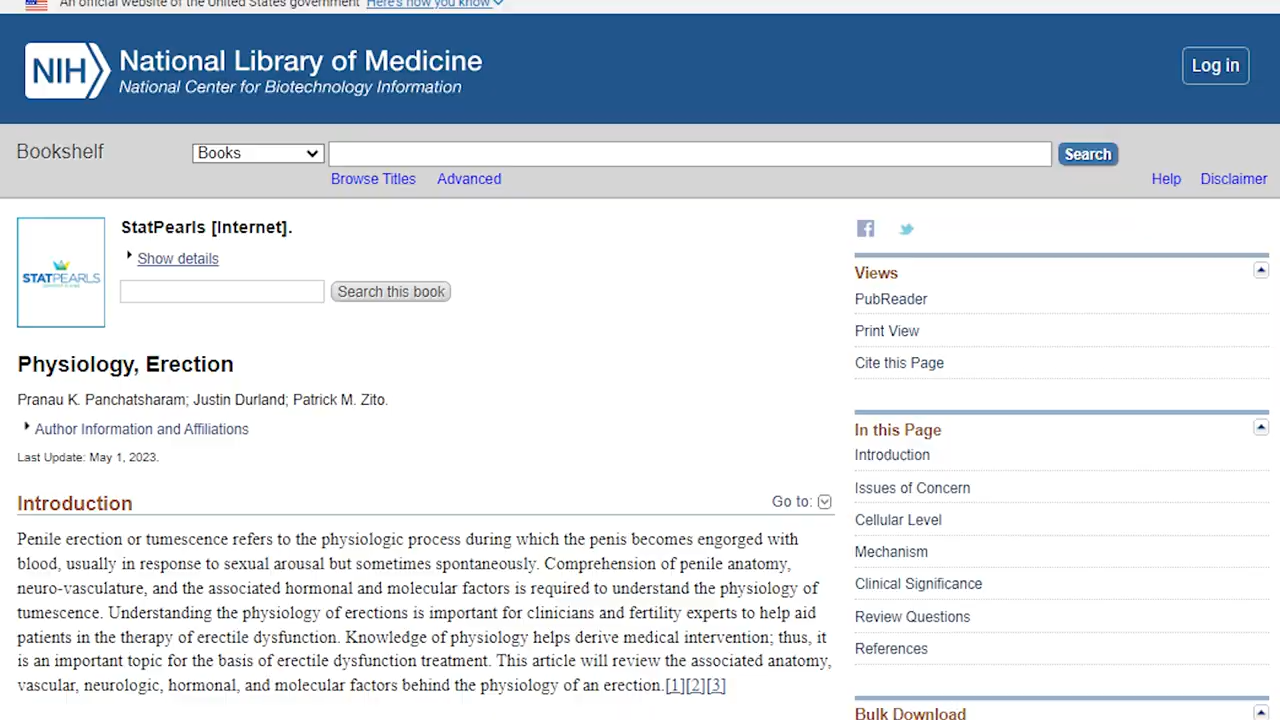 An official website of the United States government Here's how you know
NIH National Library of Medicine
National Center for Biotechnology Information
Log in
Bookshelf
Books
Search
Browse Titles Advanced
Help Disclaimer
STATPEARLS
StatPearls [Internet].
Show details
Search this book
Physiology, Erection
Pranau K. Panchatsharam; Justin Durland; Patrick M. Zito.
Author Information and Affiliations
Last Update: May 1, 2023.
Introduction
Go to:
Penile erection or tumescence refers to the physiologic process during which the penis becomes engorged with
blood, usually in response to sexual arousal but sometimes spontaneously. Comprehension of penile anatomy,
neuro-vasculature, and the associated hormonal and molecular factors is required to understand the physiology of
tumescence. Understanding the physiology of erections is important for clinicians and fertility experts to help aid
patients in the therapy of erectile dysfunction. Knowledge of physiology helps derive medical intervention; thus, it
is an important topic for the basis of erectile dysfunction treatment. This article will review the associated anatomy,
vascular, neurologic, hormonal, and molecular factors behind the physiology of an erection.[1][2][3]
Views
PubReader
Print View
Cite this Page
In this Page
Introduction
Issues of Concern
Cellular Level
Mechanism
Clinical Significance
Review Questions
References
Bulk Download